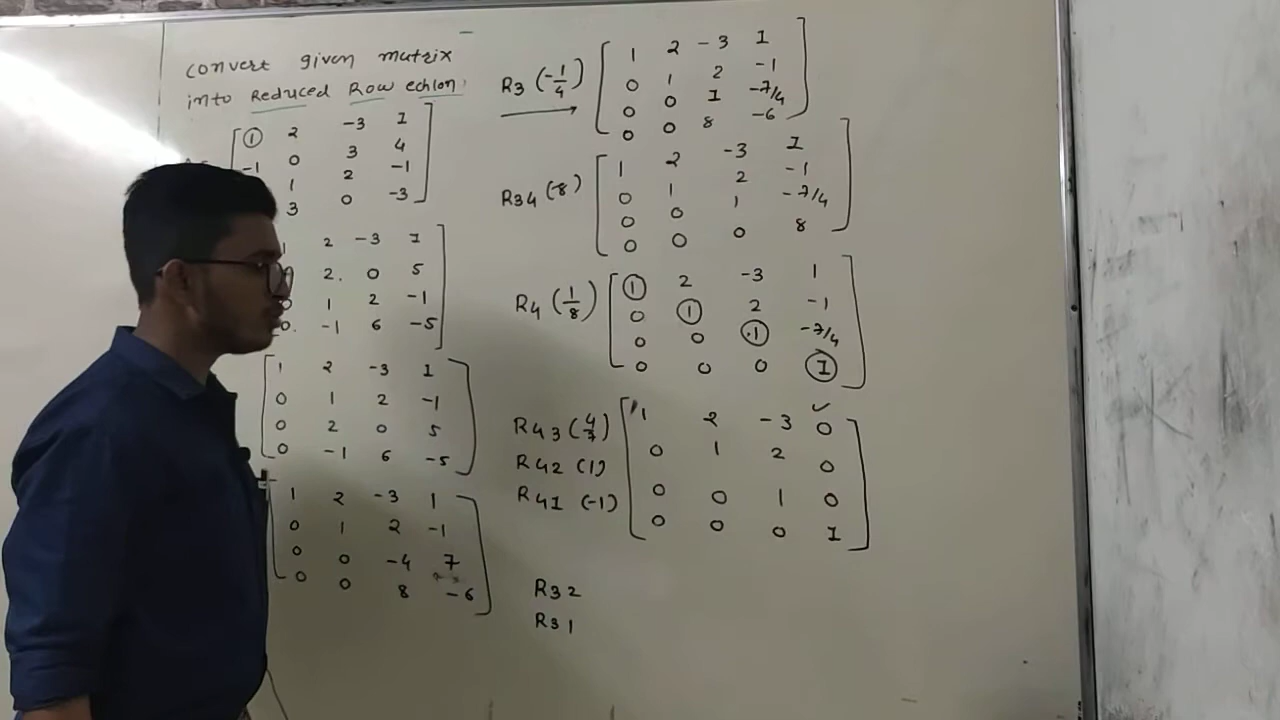 convert given matrix
into Reduced Row echlon
1 2 -3 1
-1 0 3 4
1 2 -1
3 0 -3
1 2 -3 1
0 2. 0 5
0 1 2 -1
0. -1 6 -5
1 2 -3 1
0 1 2 -1
0 2 0 5
0 -1 6 -5
1 2 -3 1
0 1 2 -1
0 0 -4 7
0 0 8 -6
R3 (-1/4)
1 2 -3 1
0 1 2 -1
0 0 1 -7/4
0 0 8 -6
R34 (-8)
1 2 -3 1
0 1 2 -1
0 0 1 -7/4
0 0 0 8
R4 (1/8)
1 2 -3 1
0 1 2 -1
0 0 1 -7/4
0 0 0 1
R43 (4/7)
R42 (1)
R41 (-1)
1 2 -3 0
0 1 2 0
0 0 1 0
0 0 0 1
R32
R31